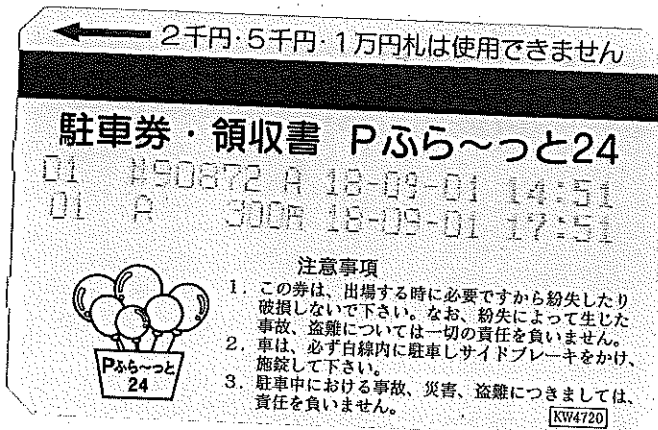 2千円・5千円・1万円札は使用できません
駐車券・領収書 Pふら〜っと24
01 #90872 A 18-09-01 14:51
01 A 300A 18-09-01 17:51
注意事項
1. この券は、出場する時に必要ですから紛失したり
破損しないで下さい。なお、紛失によって生じた
事故、盗難については一切の責任を負いません。
2. 車は、必ず白線内に駐車しサイドブレーキをかけ、
施錠して下さい。
3. 駐車中における事故、災害、盗難につきましては、
責任を負いません。
Pふら〜っと
24
KW4720